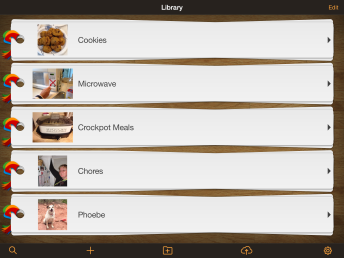 Library
Edit
Cookies
Microwave
Crockpot Meals
Chores
Phoebe